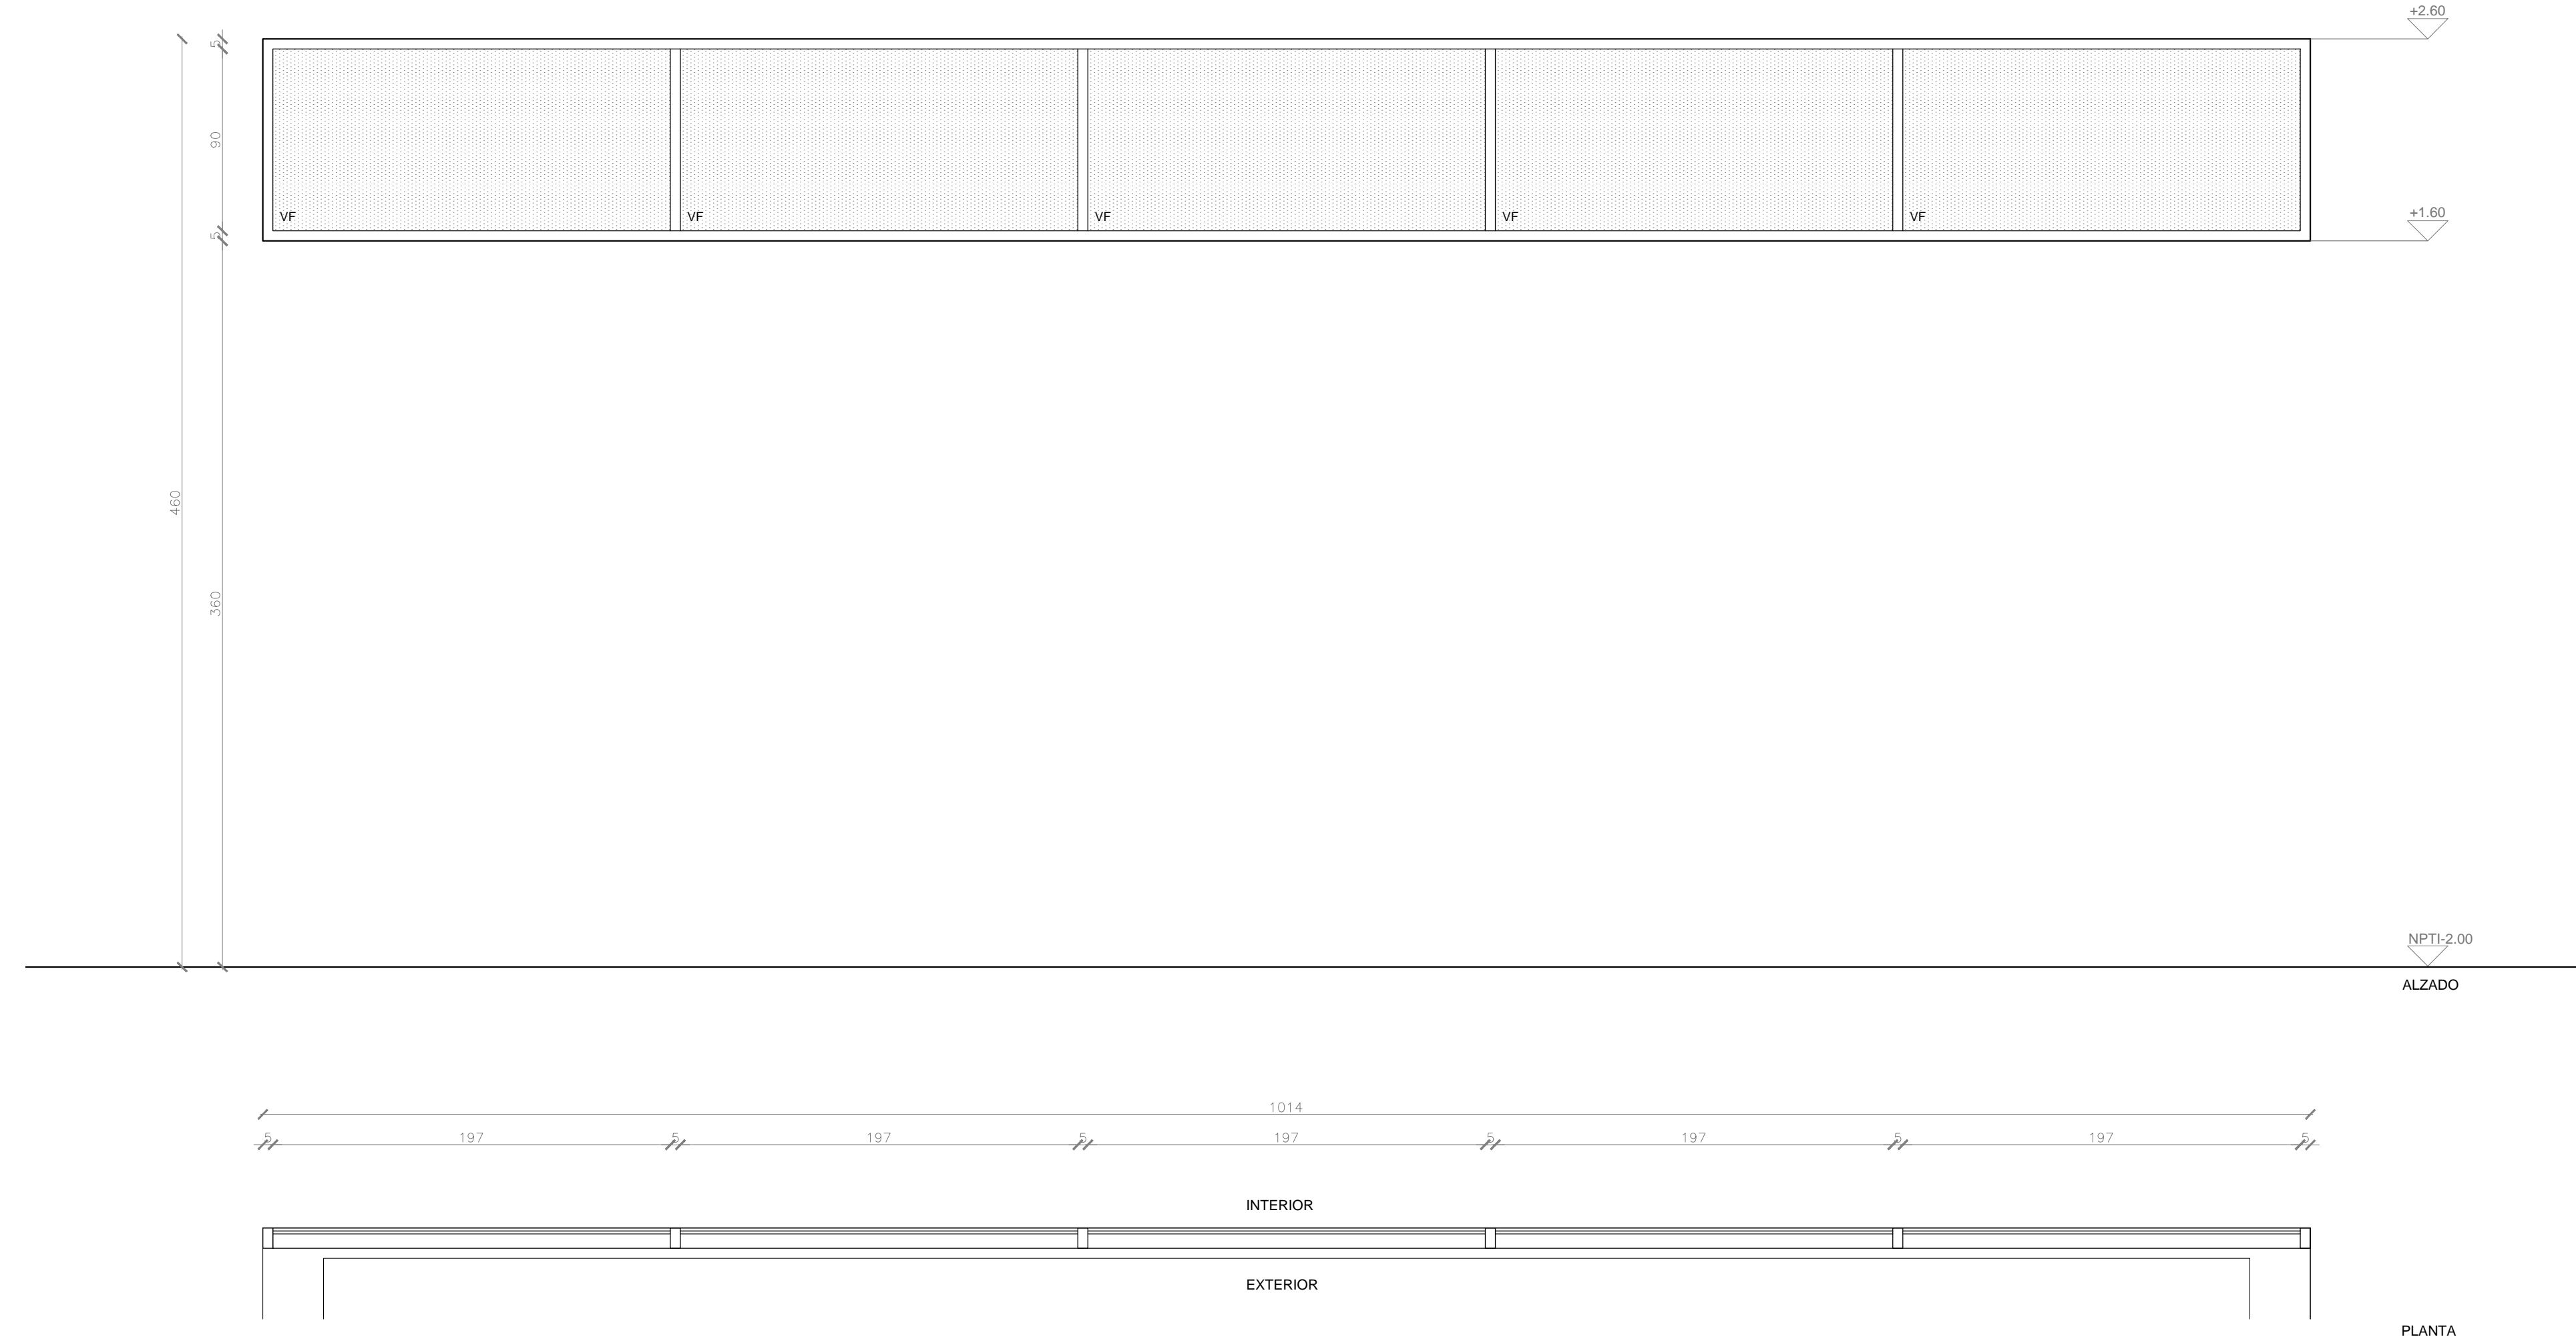 +2.60
5
90
VF VF VF VF VF
+1.60
5
460
360
NPTI-2.00
ALZADO
1014
5 197 5 197 5 197 5 197 5 197 5
INTERIOR
EXTERIOR
PLANTA